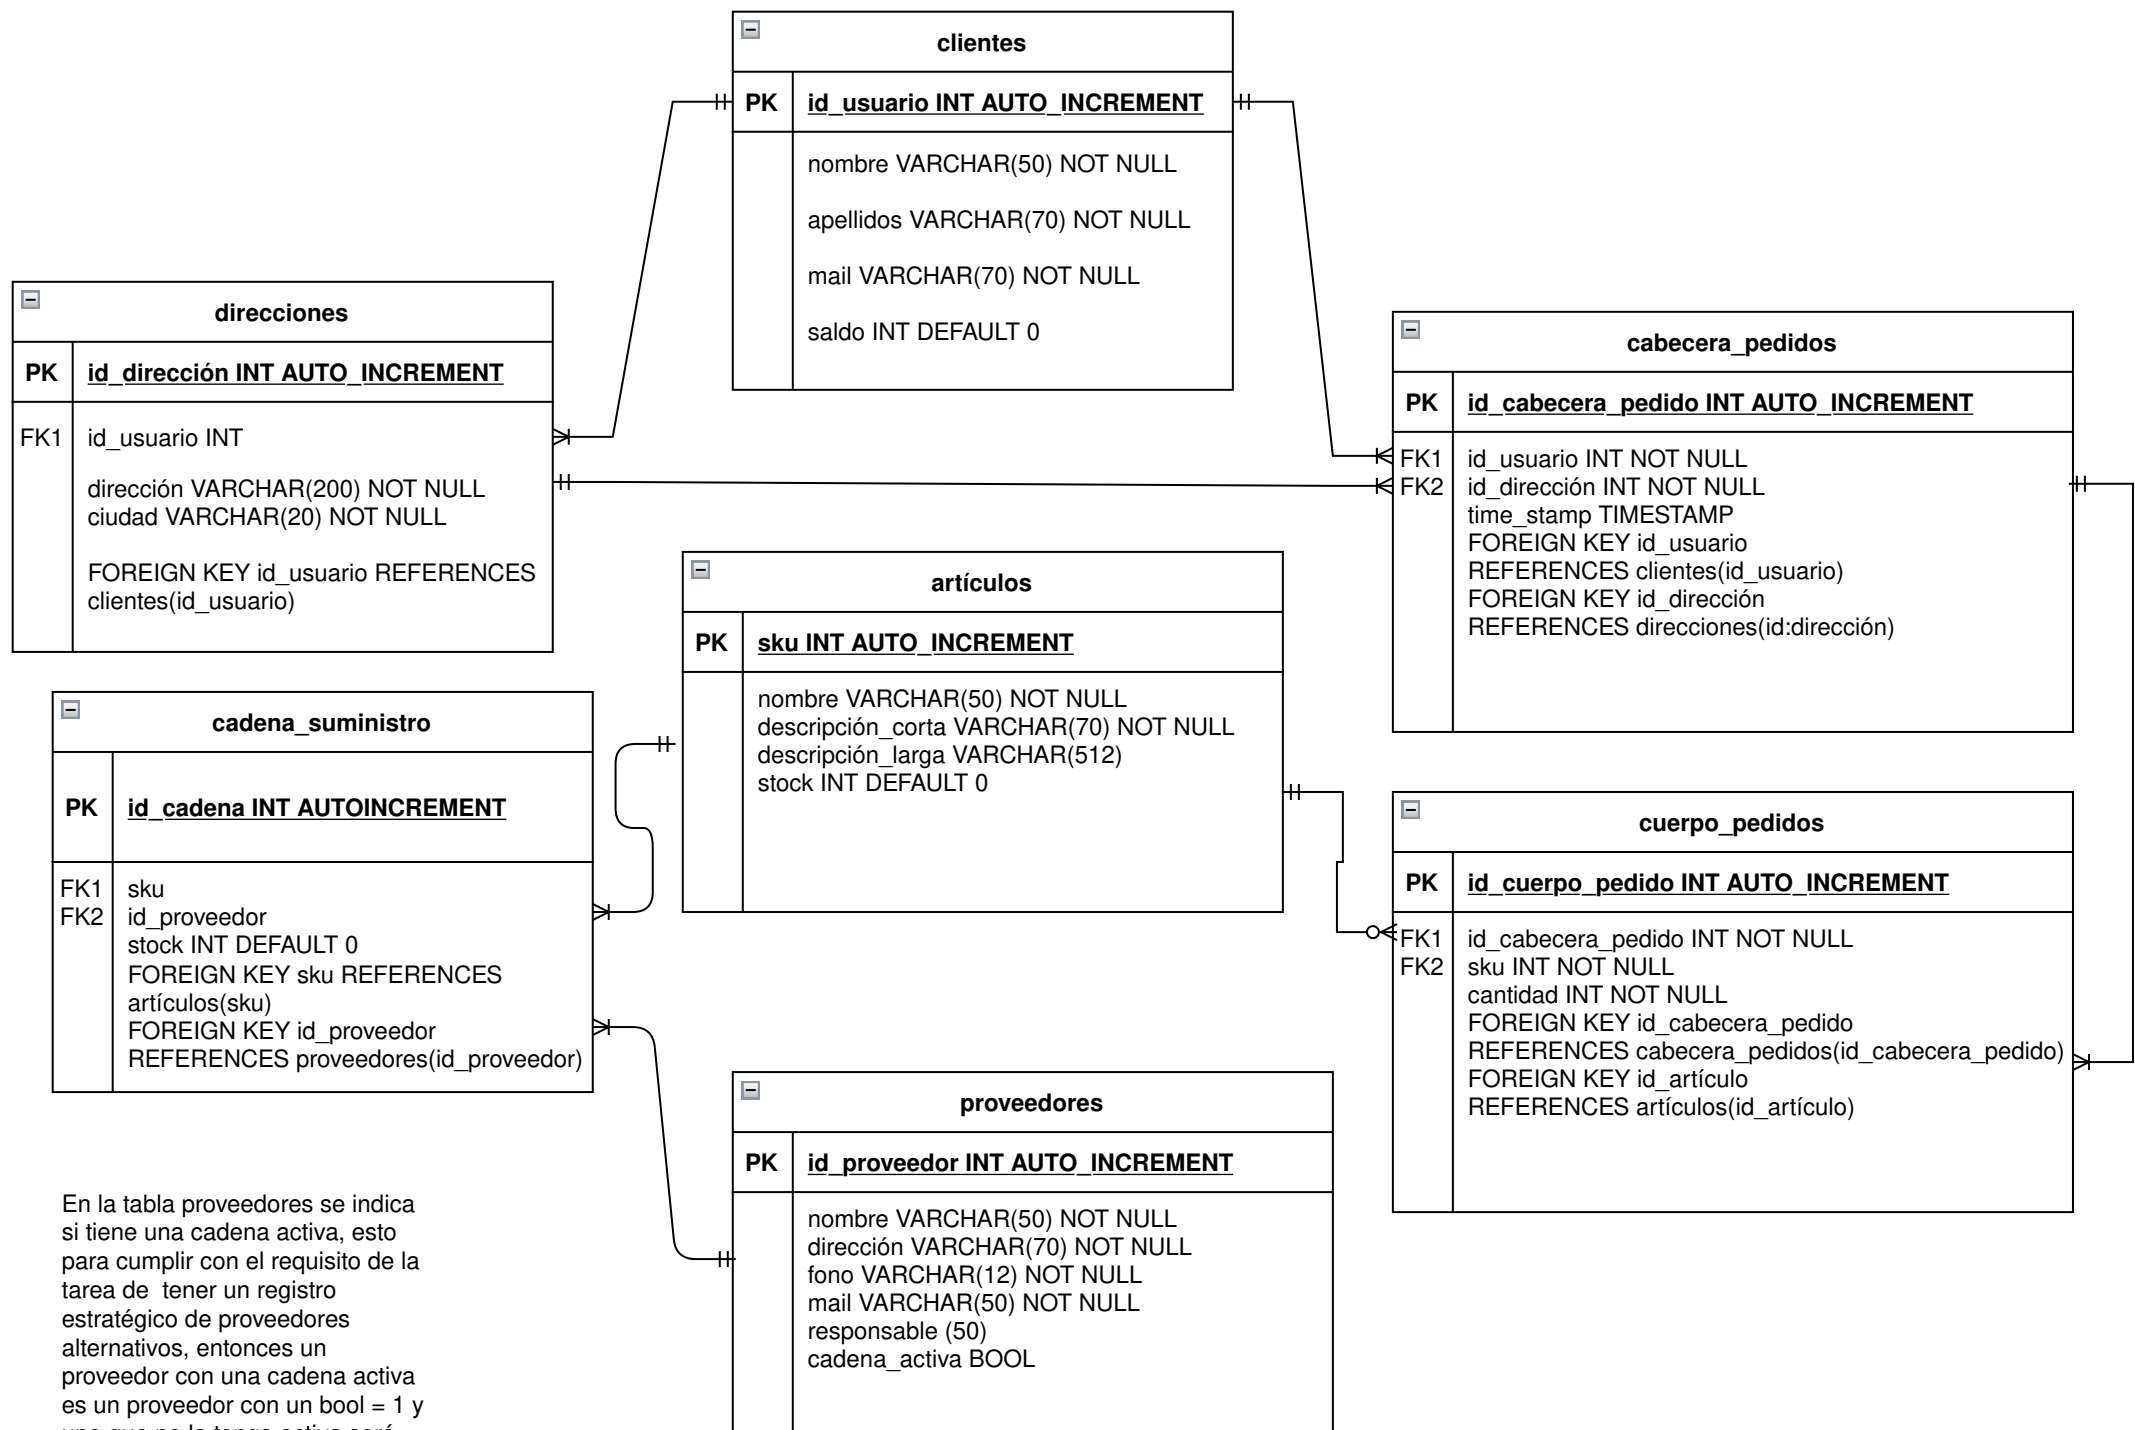 clientes
PK
id_usuario INT AUTO_INCREMENT
nombre VARCHAR(50) NOT NULL
apellidos VARCHAR(70) NOT NULL
mail VARCHAR(70) NOT NULL
saldo INT DEFAULT 0
direcciones
PK
id_dirección INT AUTO_INCREMENT
FK1
id_usuario INT
dirección VARCHAR(200) NOT NULL
ciudad VARCHAR(20) NOT NULL
FOREIGN KEY id_usuario REFERENCES
clientes(id_usuario)
cabecera_pedidos
PK
id_cabecera_pedido INT AUTO_INCREMENT
FK1
FK2
id_usuario INT NOT NULL
id_dirección INT NOT NULL
time_stamp TIMESTAMP
FOREIGN KEY id_usuario
REFERENCES clientes(id_usuario)
FOREIGN KEY id_dirección
REFERENCES direcciones(id:dirección)
artículos
PK
sku INT AUTO_INCREMENT
nombre VARCHAR(50) NOT NULL
descripción_corta VARCHAR(70) NOT NULL
descripción_larga VARCHAR(512)
stock INT DEFAULT 0
cadena_suministro
PK
id_cadena INT AUTOINCREMENT
FK1
FK2
sku
id_proveedor
stock INT DEFAULT 0
FOREIGN KEY sku REFERENCES
artículos(sku)
FOREIGN KEY id_proveedor
REFERENCES proveedores(id_proveedor)
cuerpo_pedidos
PK
id_cuerpo_pedido INT AUTO_INCREMENT
FK1
FK2
id_cabecera_pedido INT NOT NULL
sku INT NOT NULL
cantidad INT NOT NULL
FOREIGN KEY id_cabecera_pedido
REFERENCES cabecera_pedidos(id_cabecera_pedido)
FOREIGN KEY id_artículo
REFERENCES artículos(id_artículo)
proveedores
PK
id_proveedor INT AUTO_INCREMENT
nombre VARCHAR(50) NOT NULL
dirección VARCHAR(70) NOT NULL
fono VARCHAR(12) NOT NULL
mail VARCHAR(50) NOT NULL
responsable (50)
cadena_activa BOOL
En la tabla proveedores se indica
si tiene una cadena activa, esto
para cumplir con el requisito de la
tarea de  tener un registro
estratégico de proveedores
alternativos, entonces un
proveedor con una cadena activa
es un proveedor con un bool = 1 y